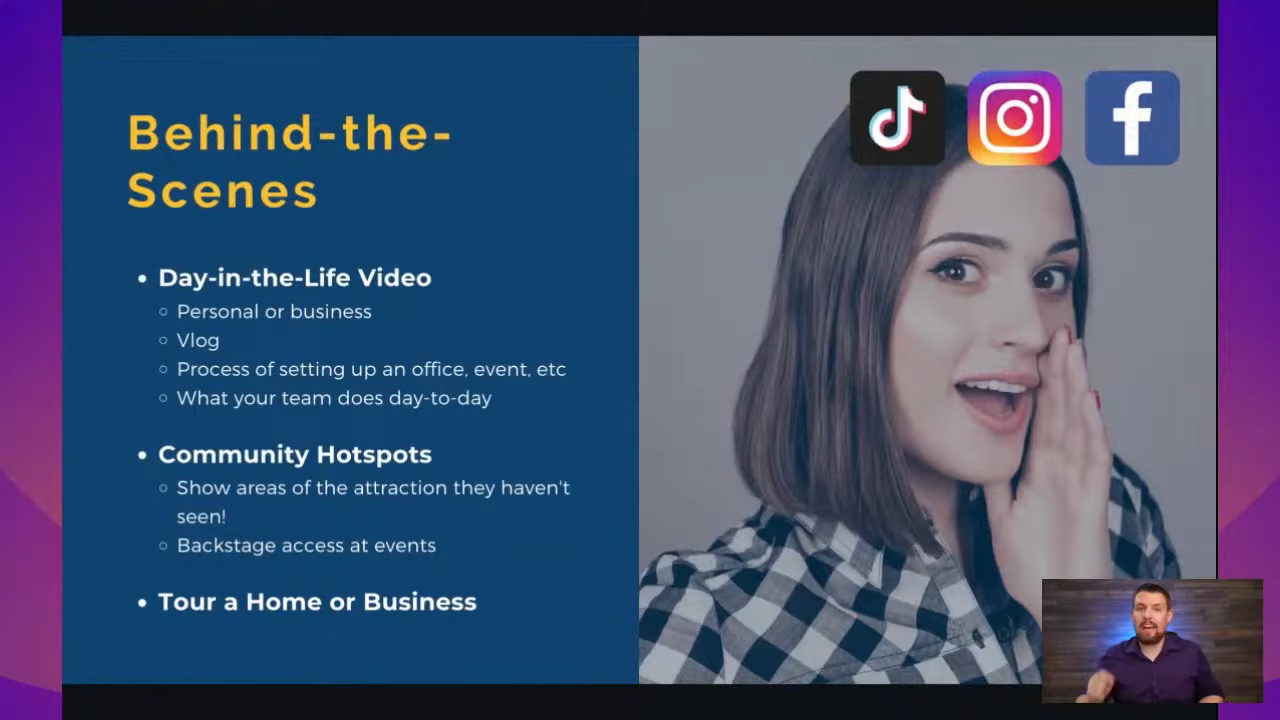 Behind-the-
Scenes
• Day-in-the-Life Video
○ Personal or business
○ Vlog
○ Process of setting up an office, event, etc
○ What your team does day-to-day
• Community Hotspots
○ Show areas of the attraction they haven't
seen!
○ Backstage access at events
• Tour a Home or Business